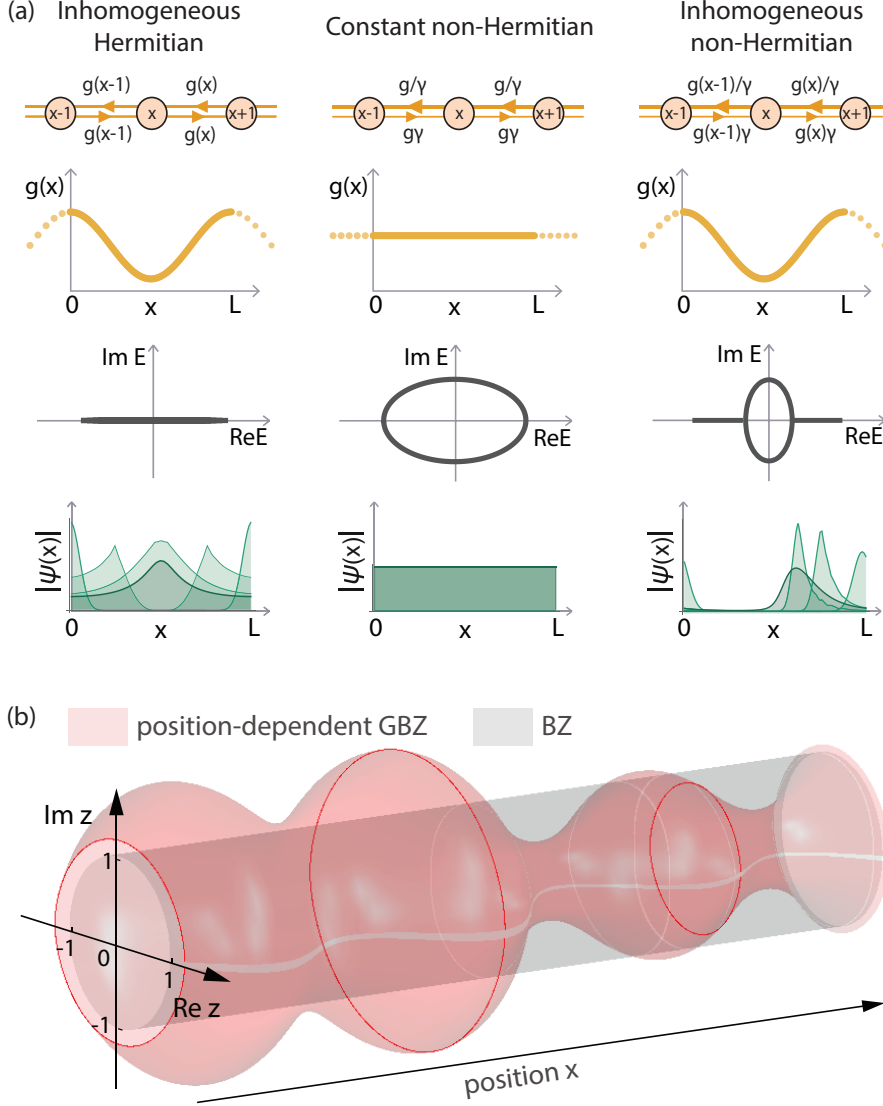 (a)
Inhomogeneous
Hermitian
Constant non-Hermitian
Inhomogeneous
non-Hermitian
g(x-1) g(x)
x-1 x x+1
g(x-1) g(x)
g/γ g/γ
x-1 x x+1
gγ gγ
g(x-1)/γ g(x)/γ
x-1 x x+1
g(x-1)γ g(x)γ
g(x)
0 x L
g(x)
0 x L
g(x)
0 x L
Im E
ReE
Im E
ReE
Im E
ReE
|ψ(x)|
0 x L
|ψ(x)|
0 x L
|ψ(x)|
0 x L
(b)
position-dependent GBZ
BZ
Im z
1
-1
0
1
Re z
-1
position x